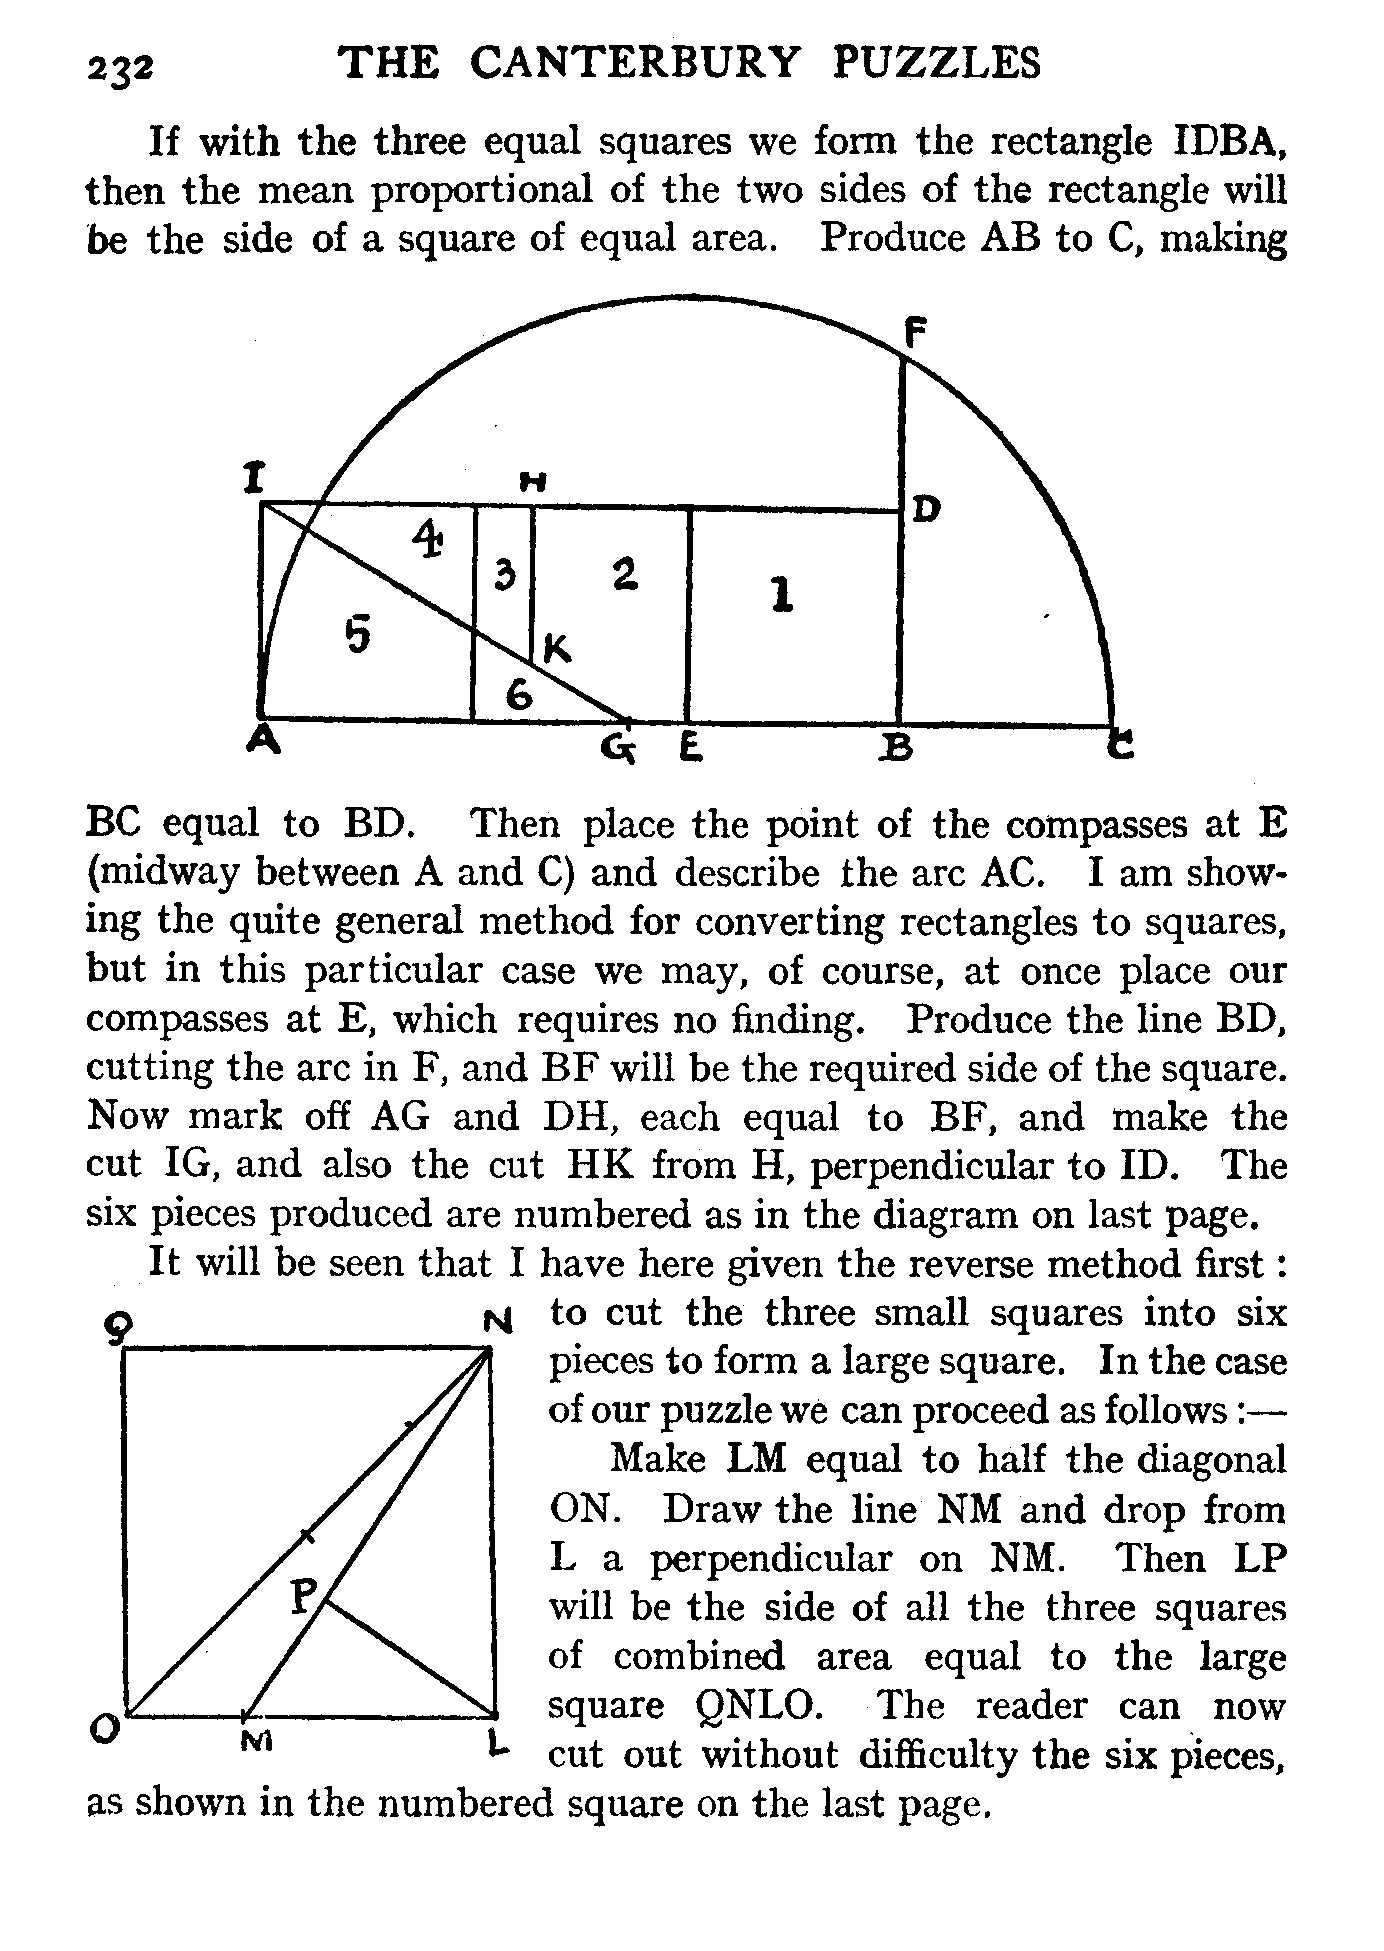 232 THE CANTERBURY PUZZLES
If with the three equal squares we form the rectangle IDBA,
then the mean proportional of the two sides of the rectangle will
be the side of a square of equal area. Produce AB to C, making
F
I
H
D
4
3
2
1
5
K
6
A
G
E
B
C
BC equal to BD. Then place the point of the compasses at E
(midway between A and C) and describe the arc AC. I am show-
ing the quite general method for converting rectangles to squares,
but in this particular case we may, of course, at once place our
compasses at E, which requires no finding. Produce the line BD,
cutting the arc in F, and BF will be the required side of the square.
Now mark off AG and DH, each equal to BF, and make the
cut IG, and also the cut HK from H, perpendicular to ID. The
six pieces produced are numbered as in the diagram on last page.
It will be seen that I have here given the reverse method first :
to cut the three small squares into six
pieces to form a large square. In the case
of our puzzle we can proceed as follows :—
Make LM equal to half the diagonal
ON. Draw the line NM and drop from
L a perpendicular on NM. Then LP
will be the side of all the three squares
of combined area equal to the large
square QNLO. The reader can now
cut out without difficulty the six pieces,
as shown in the numbered square on the last page.
Q
N
P
O
M
L